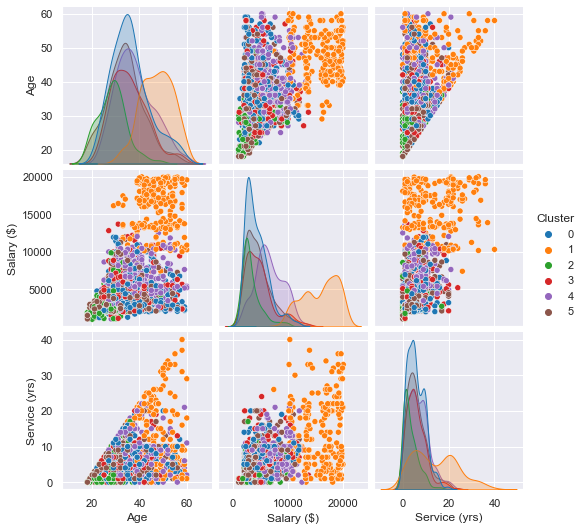 60
50
40
30
20
Age
20000
15000
10000
5000
Salary ($)
Cluster
0
1
2
3
4
5
40
30
20
10
0
Service (yrs)
20 40 60
0 10000 20000
0 20 40
Age
Salary ($)
Service (yrs)